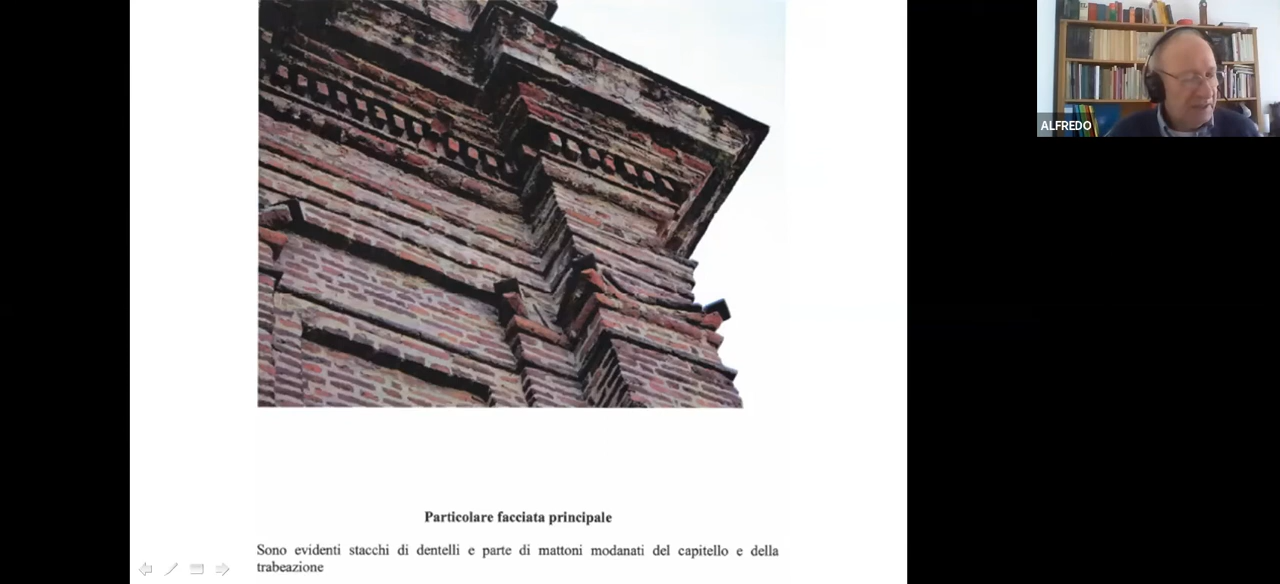 ALFREDO
Particolare facciata principale
Sono evidenti stacchi di dentelli e parte di mattoni modanati del capitello e della
trabeazione